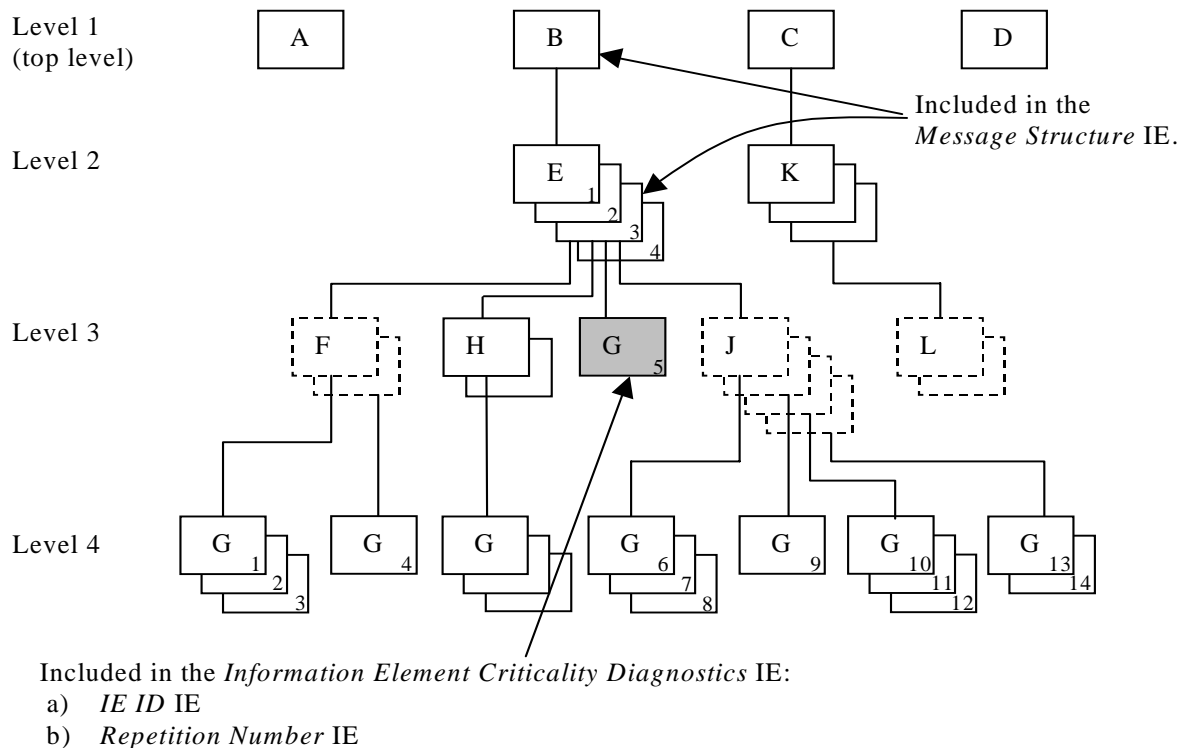 Level 1
(top level)
A
B
C
D
Included in the
Message Structure IE.
Level 2
E
1
2
3
4
K
Level 3
F
H
G
5
J
L
Level 4
G
1
2
3
G
4
G
G
6
7
8
G
9
G
10
11
12
G
13
14
Included in the Information Element Criticality Diagnostics IE:
a) IE ID IE
b) Repetition Number IE